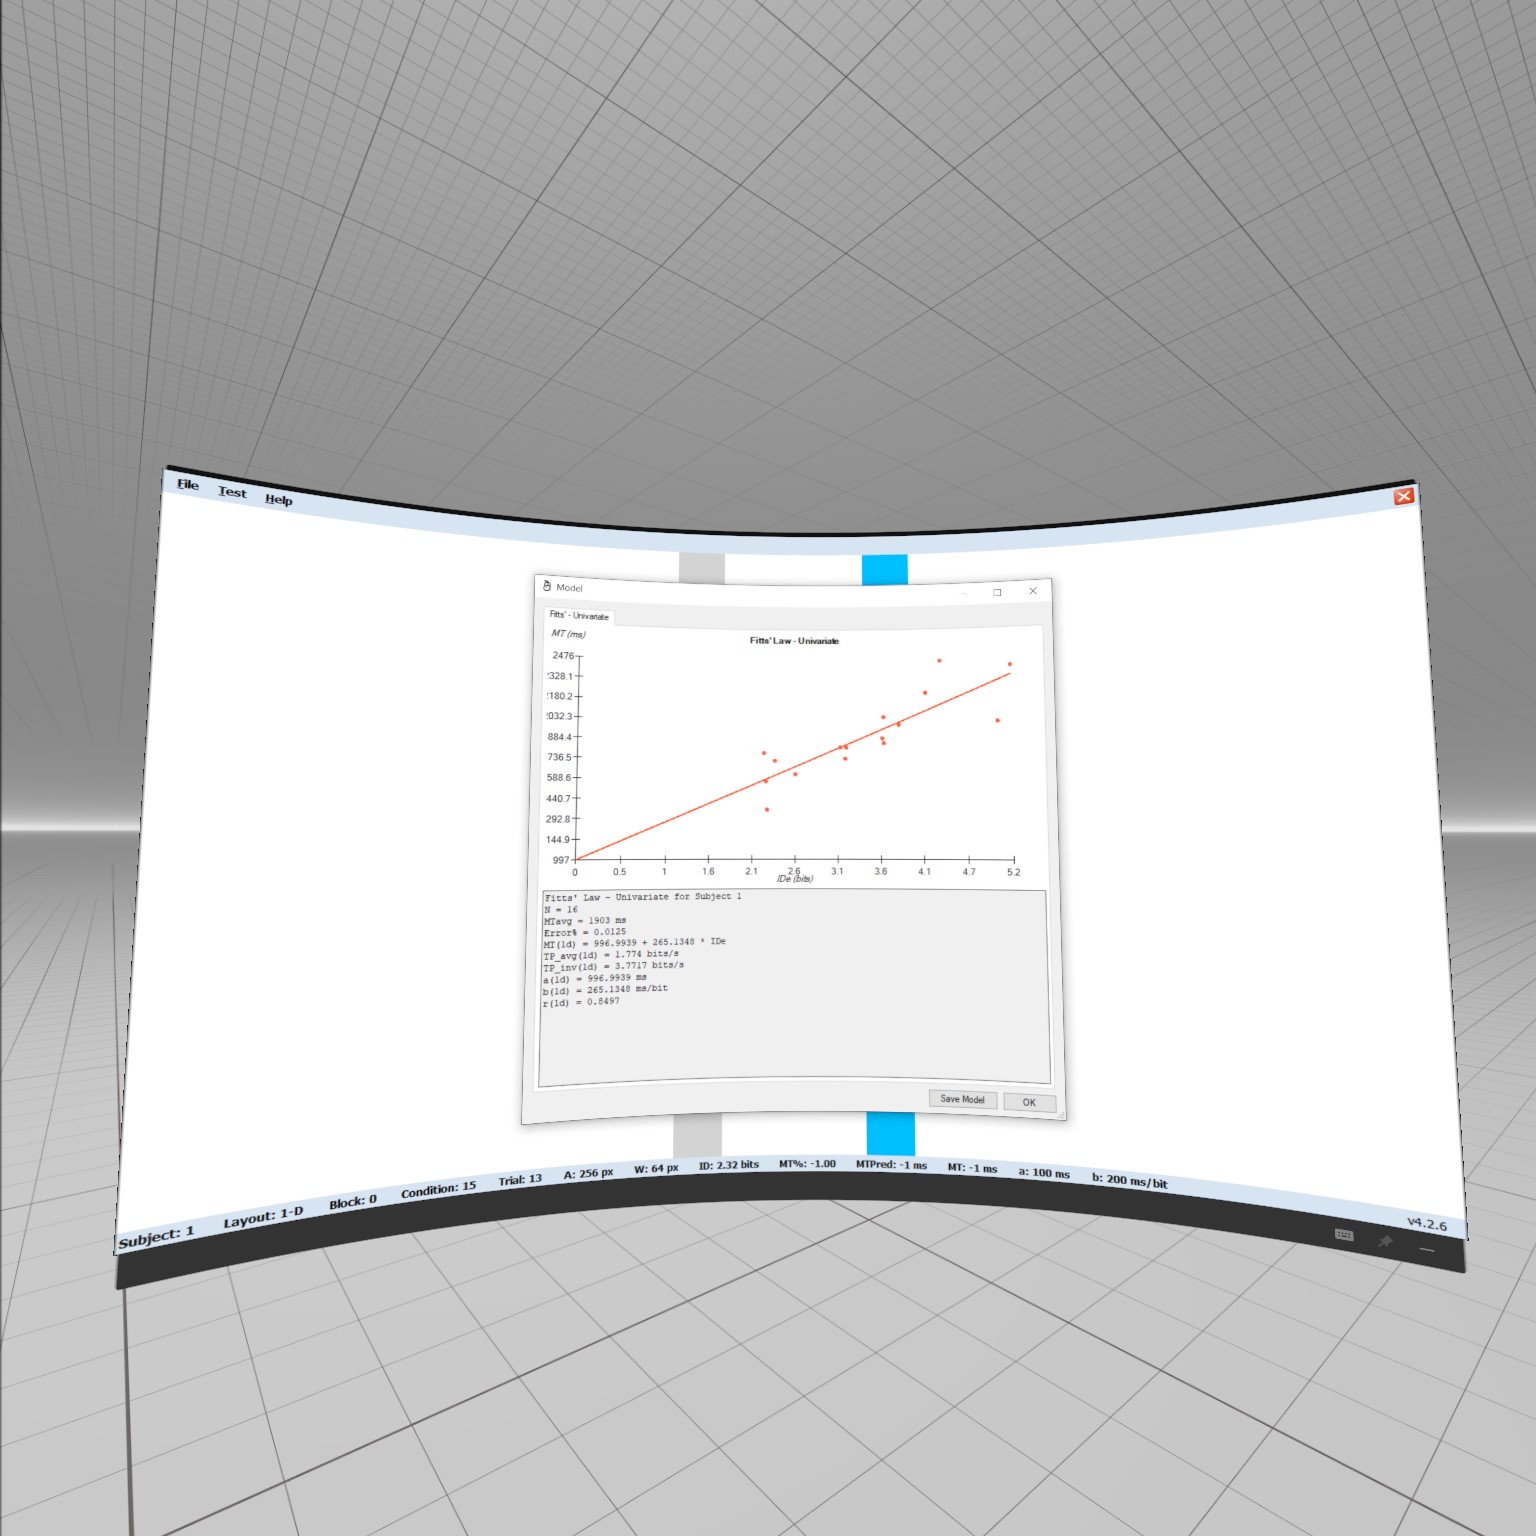 File Test Help
Model
Fitts' - Univariate
MT (ms)
Fitts' Law - Univariate
2476
328.1
180.2
032.3
884.4
736.5
588.6
440.7
292.8
144.9
997
0 0.5 1 1.6 2.1 2.6 3.1 3.6 4.1 4.7 5.2
IDe (bits)
Fitts' Law - Univariate for Subject 1
N = 16
MTavg = 1903 ms
Error% = 0.0125
MT(1d) = 996.9939 + 265.1348 * IDe
TP_avg(1d) = 1.774 bits/s
TP_inv(1d) = 3.7717 bits/s
a(1d) = 996.9939 ms
b(1d) = 265.1348 ms/bit
r(1d) = 0.8497
Save Model OK
Subject: 1 Layout: 1-D Block: 0 Condition: 15 Trial: 13 A: 256 px W: 64 px ID: 2.32 bits MT%: -1.00 MTPred: -1 ms MT: -1 ms a: 100 ms b: 200 ms/bit v4.2.6